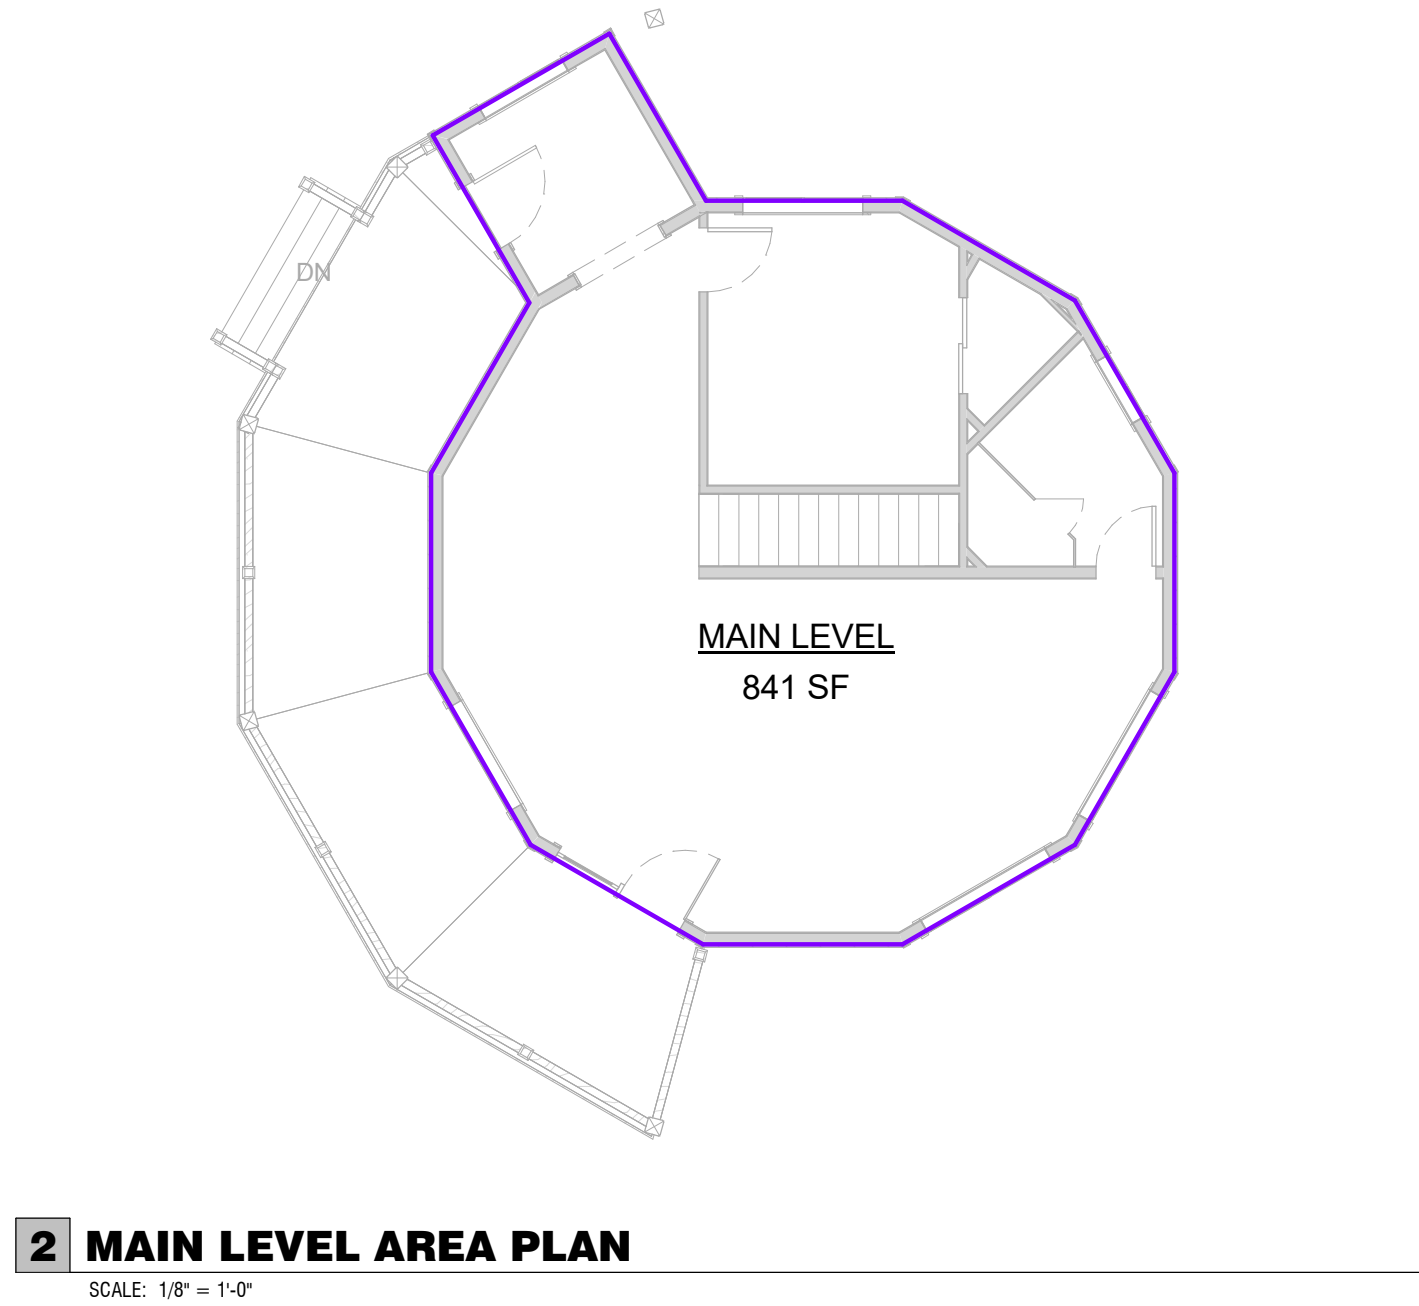 DN
MAIN LEVEL
841 SF
2 MAIN LEVEL AREA PLAN
SCALE: 1/8" = 1'-0"